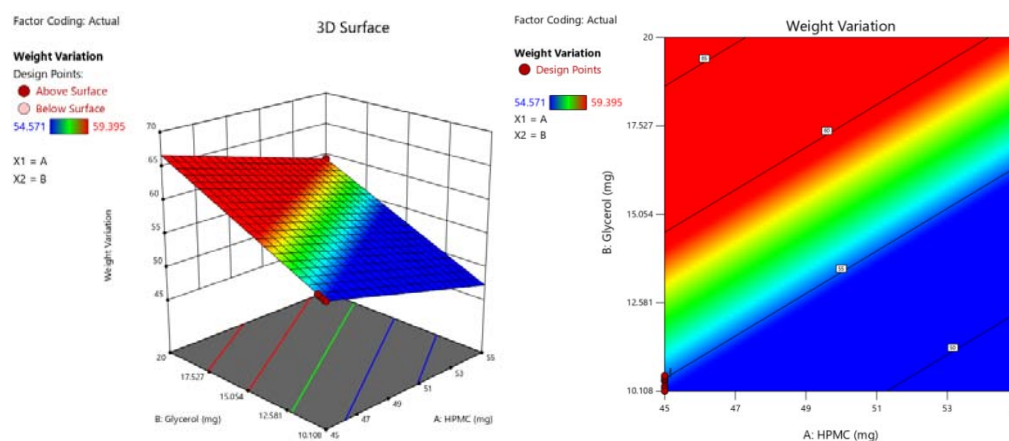 Factor Coding: Actual
3D Surface
Weight Variation
Design Points:
Above Surface
Below Surface
54.571 59.395
X1 = A
X2 = B
Weight Variation
70
65
60
55
50
45
20
17.527
15.054
12.581
10.108
B: Glycerol (mg)
55
53
51
49
47
45
A: HPMC (mg)
Factor Coding: Actual
Weight Variation
Weight Variation
Design Points
54.571 59.395
X1 = A
X2 = B
B: Glycerol (mg)
20
17.527
15.054
12.581
10.108
65
60
55
50
45 47 49 51 53
A: HPMC (mg)